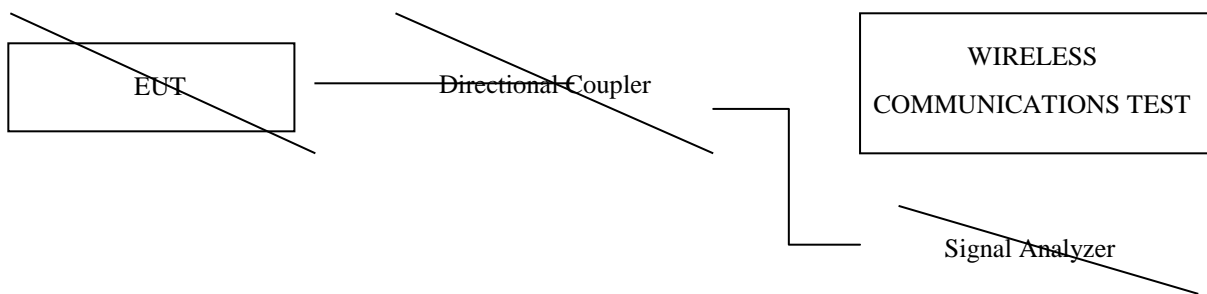 EUT
Directional Coupler
WIRELESS
COMMUNICATIONS TEST
Signal Analyzer